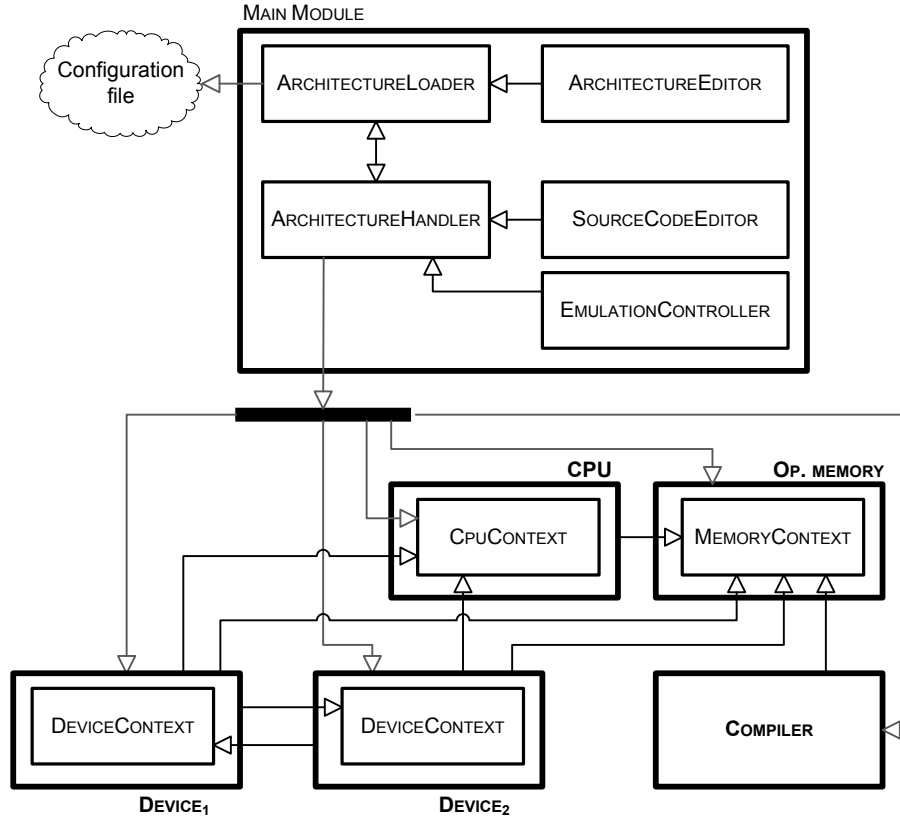 MAIN MODULE
Configuration
file
ARCHITECTURELOADER
ARCHITECTUREEDITOR
ARCHITECTUREHANDLER
SOURCECODEEDITOR
EMULATIONCONTROLLER
CPU
OP. MEMORY
CPUCONTEXT
MEMORYCONTEXT
DEVICECONTEXT
DEVICECONTEXT
COMPILER
DEVICE₁
DEVICE₂